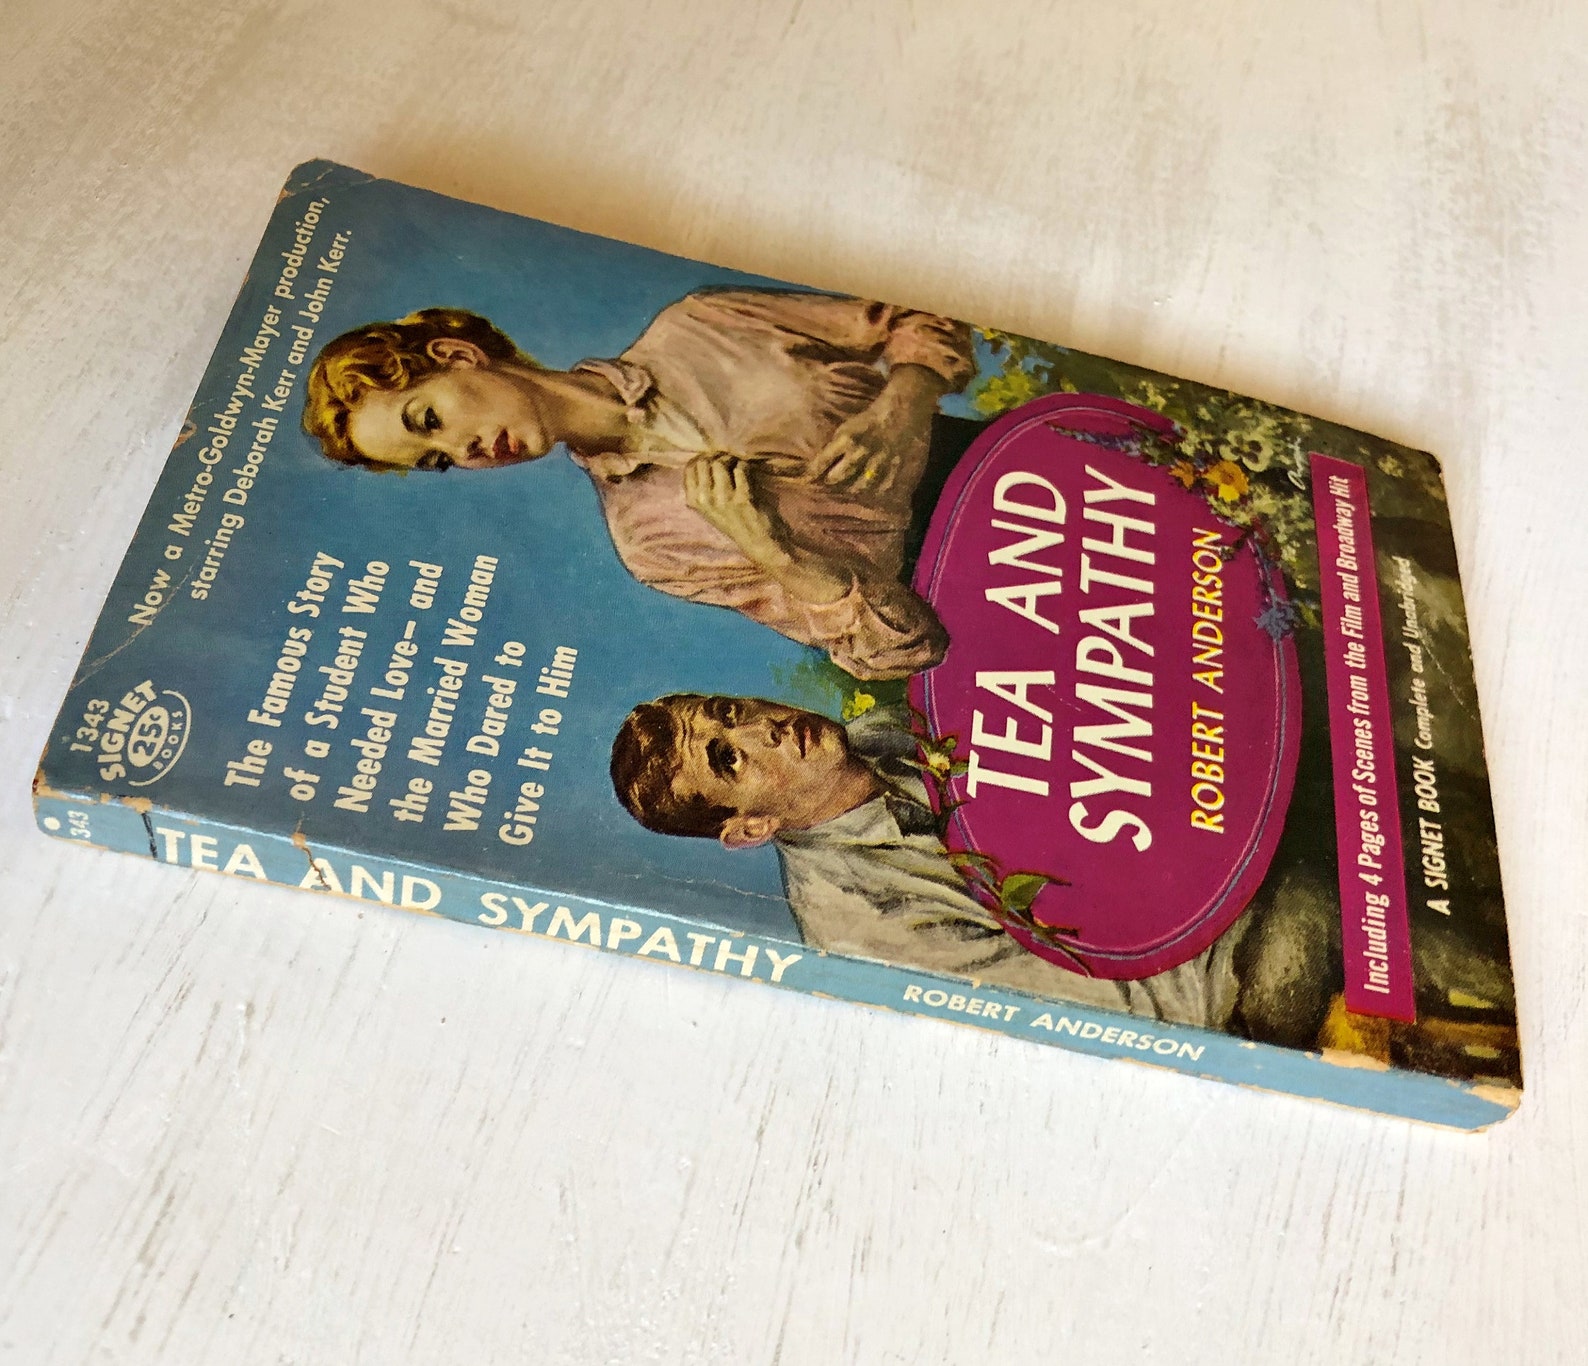 Now a Metro-Goldwyn-Mayer production,
starring Deborah Kerr and John Kerr.
1343
SIGNET
25¢
BOOKS
The Famous Story
of a Student Who
Needed Love—and
the Married Woman
Who Dared to
Give It to Him
TEA AND
SYMPATHY
ROBERT ANDERSON
Including 4 Pages of Scenes from the Film and Broadway Hit
A SIGNET BOOK Complete and Unabridged
343
TEA AND SYMPATHY
ROBERT ANDERSON